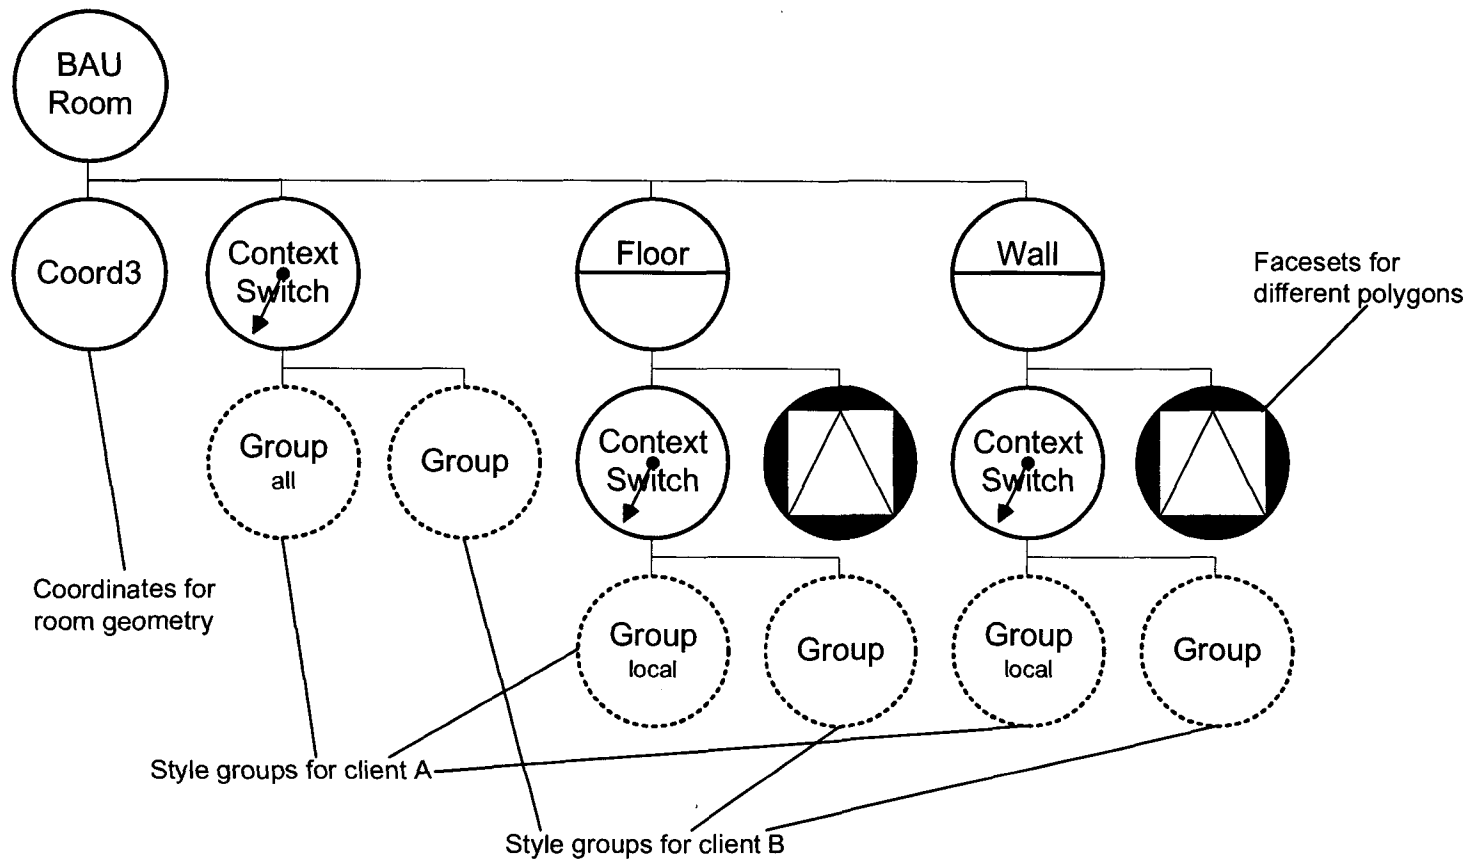 BAU
Room
Coord3
Context
Switch
Floor
Wall
Facesets for
different polygons
Group
all
Group
Context
Switch
Context
Switch
Coordinates for
room geometry
Group
local
Group
Group
local
Group
Style groups for client A
Style groups for client B